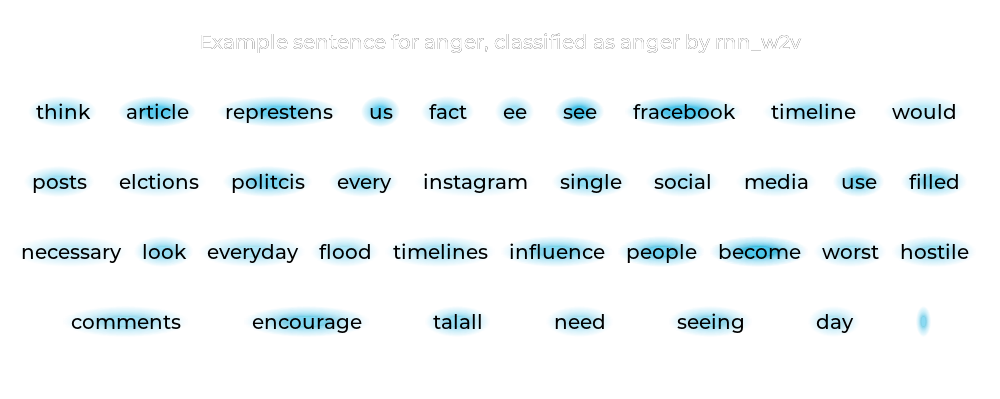 Example sentence for anger, classified as anger by rnn_w2v
think article represtens us fact ee see fracebook timeline would
posts elctions politcis every instagram single social media use filled
necessary look everyday flood timelines influence people become worst hostile
comments encourage talall need seeing day